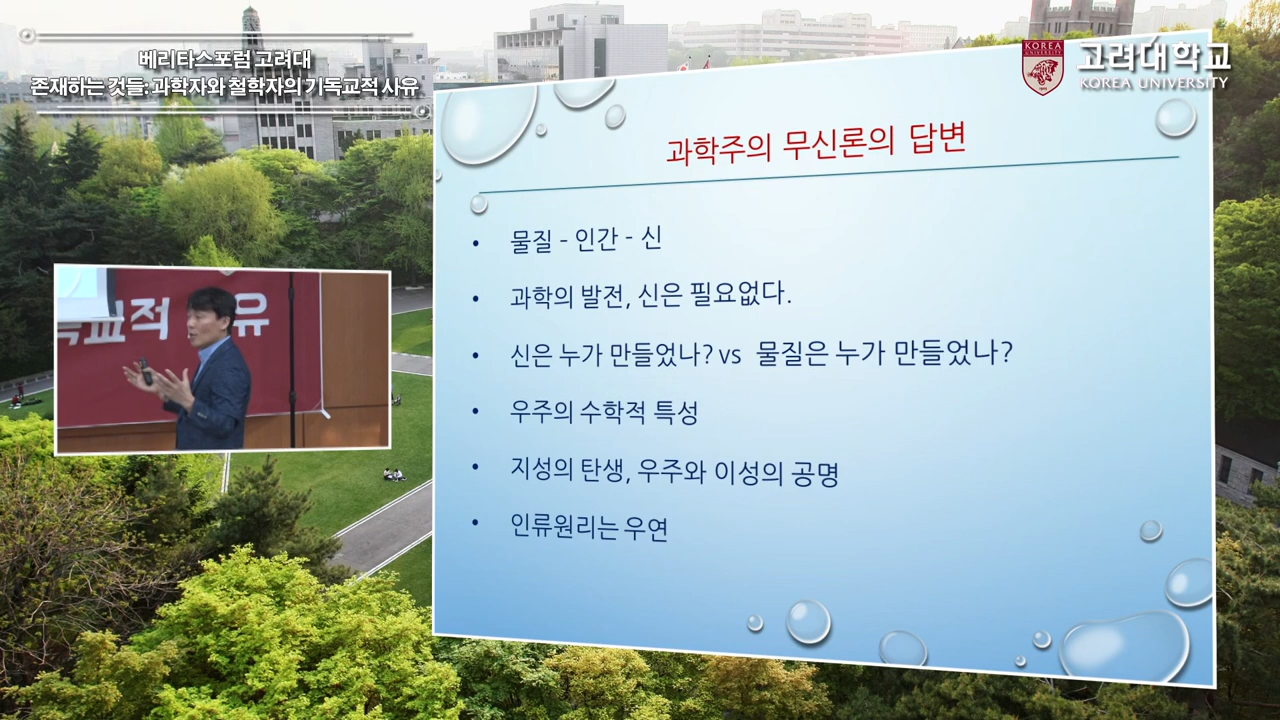 베리타스포럼 고려대
존재하는 것들: 과학자와 철학자의 기독교적 사유
KOREA
고려대학교
KOREA UNIVERSITY
과학주의 무신론의 답변
• 물질 - 인간 - 신
• 과학의 발전, 신은 필요없다.
• 신은 누가 만들었나? vs 물질은 누가 만들었나?
• 우주의 수학적 특성
• 지성의 탄생, 우주와 이성의 공명
• 인류원리는 우연
교적 유